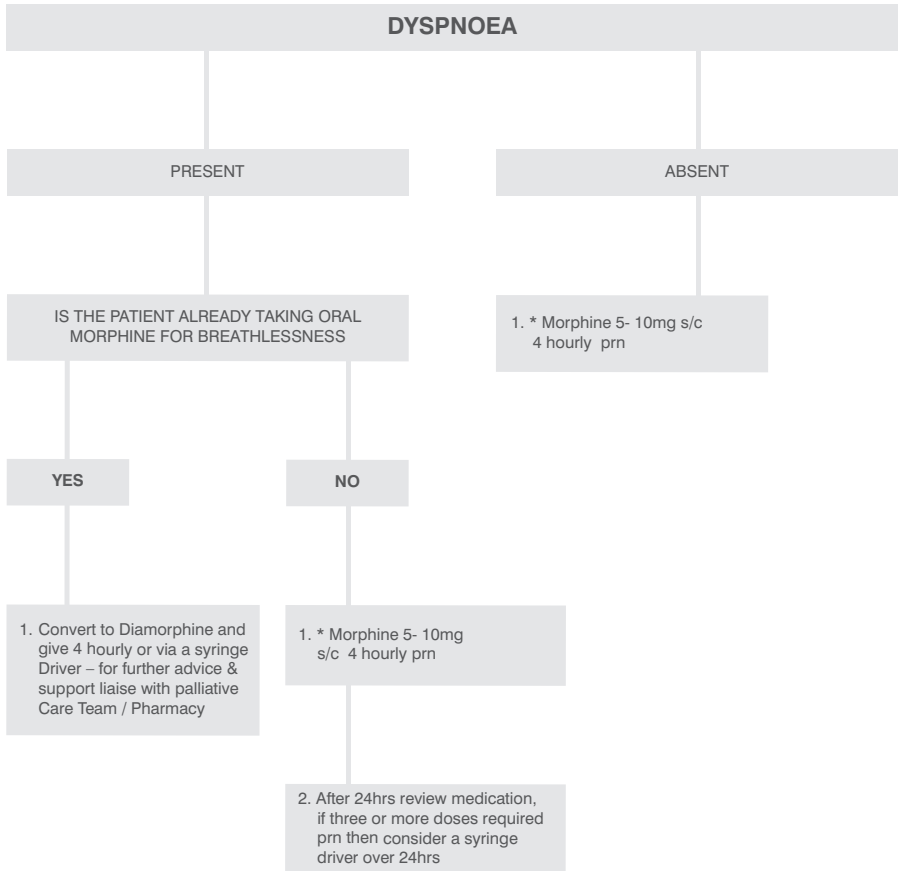 DYSPNOEA
PRESENT
ABSENT
IS THE PATIENT ALREADY TAKING ORAL
MORPHINE FOR BREATHLESSNESS
1. * Morphine 5- 10mg s/c
4 hourly prn
YES
NO
1. Convert to Diamorphine and
give 4 hourly or via a syringe
Driver – for further advice &
support liaise with palliative
Care Team / Pharmacy
1. * Morphine 5- 10mg
s/c 4 hourly prn
2. After 24hrs review medication,
if three or more doses required
prn then consider a syringe
driver over 24hrs